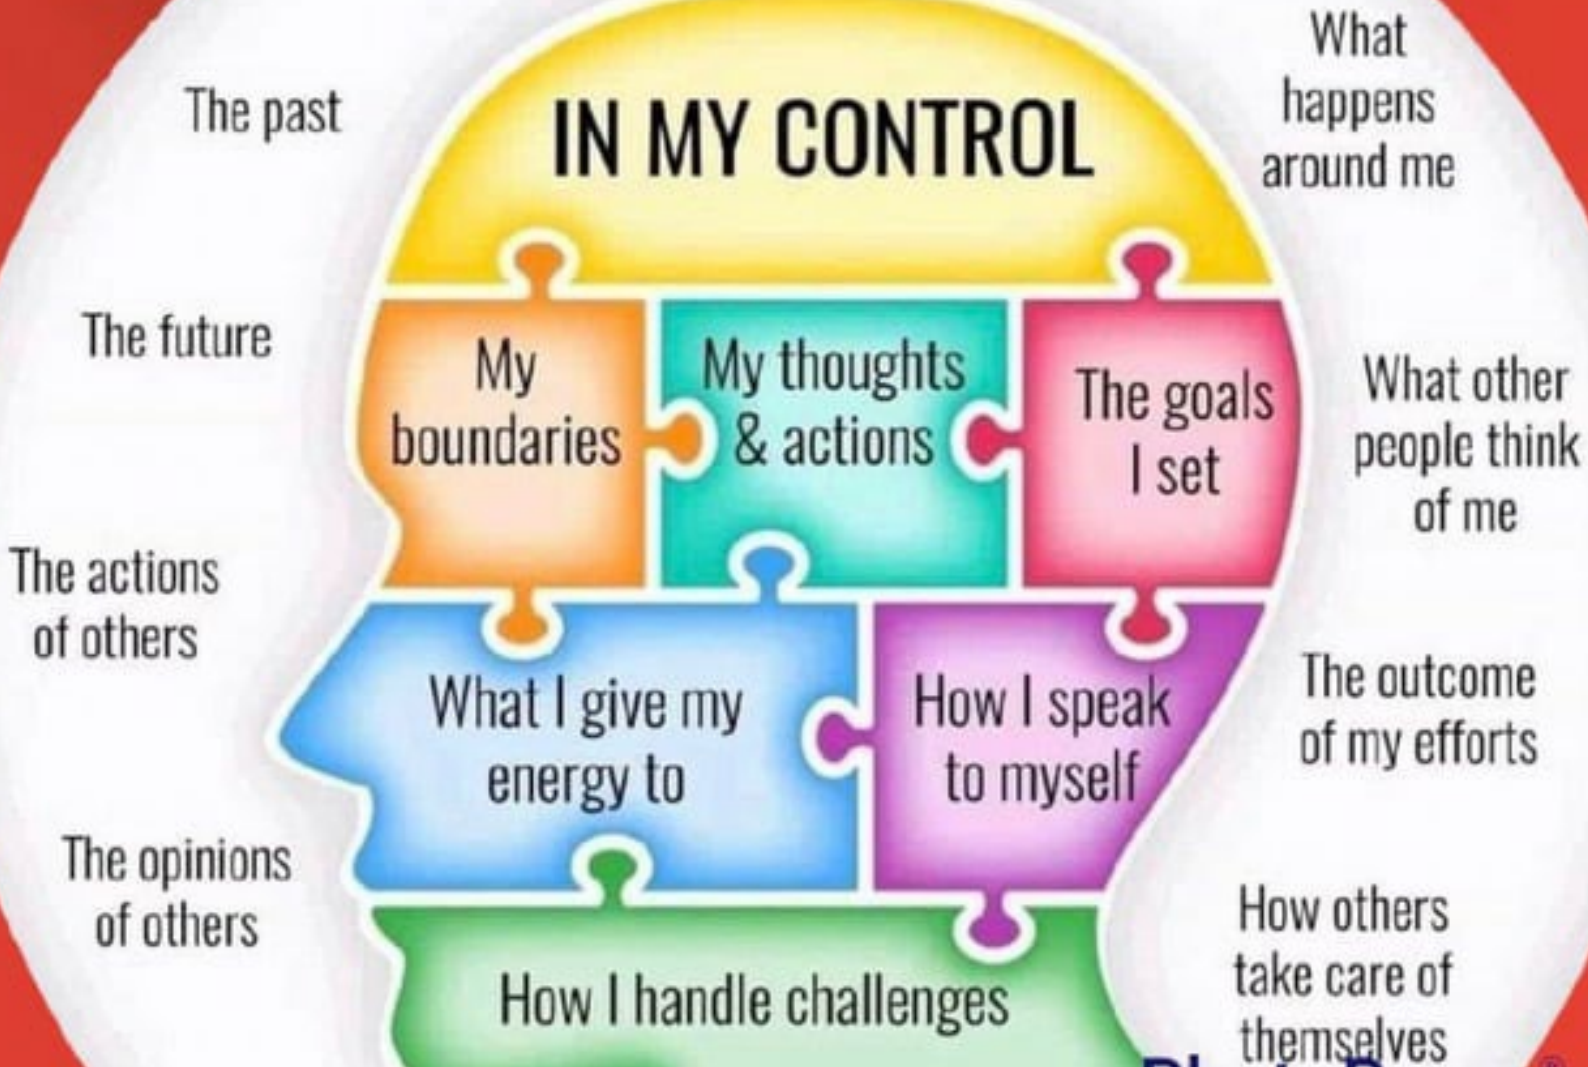 The past
The future
The actions
of others
The opinions
of others
IN MY CONTROL
My
boundaries
My thoughts
& actions
The goals
I set
What I give my
energy to
How I speak
to myself
How I handle challenges
What
happens
around me
What other
people think
of me
The outcome
of my efforts
How others
take care of
themselves